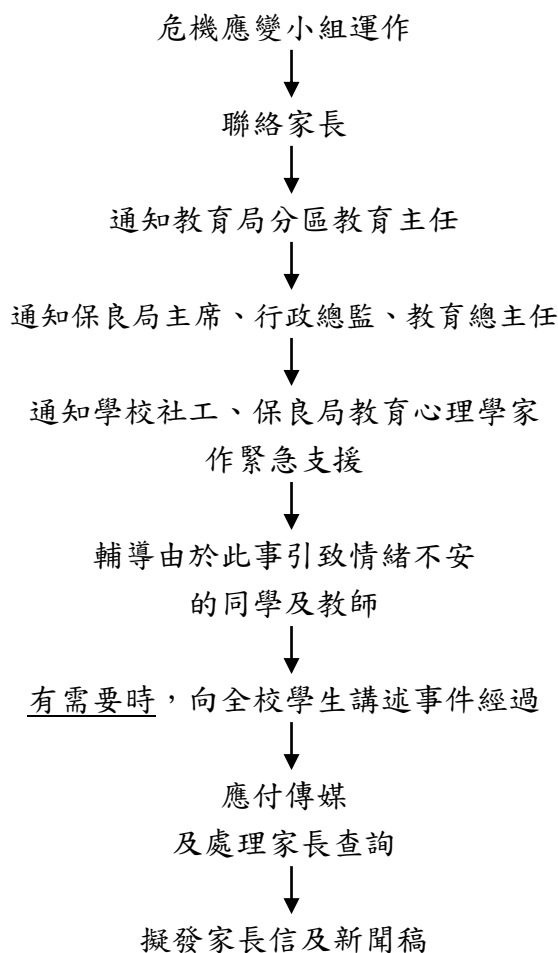 危機應變小組運作
聯絡家長
通知教育局分區教育主任
通知保良局主席、行政總監、教育總主任
通知學校社工、保良局教育心理學家
作緊急支援
輔導由於此事引致情緒不安
的同學及教師
有需要時，向全校學生講述事件經過
應付傳媒
及處理家長查詢
擬發家長信及新聞稿